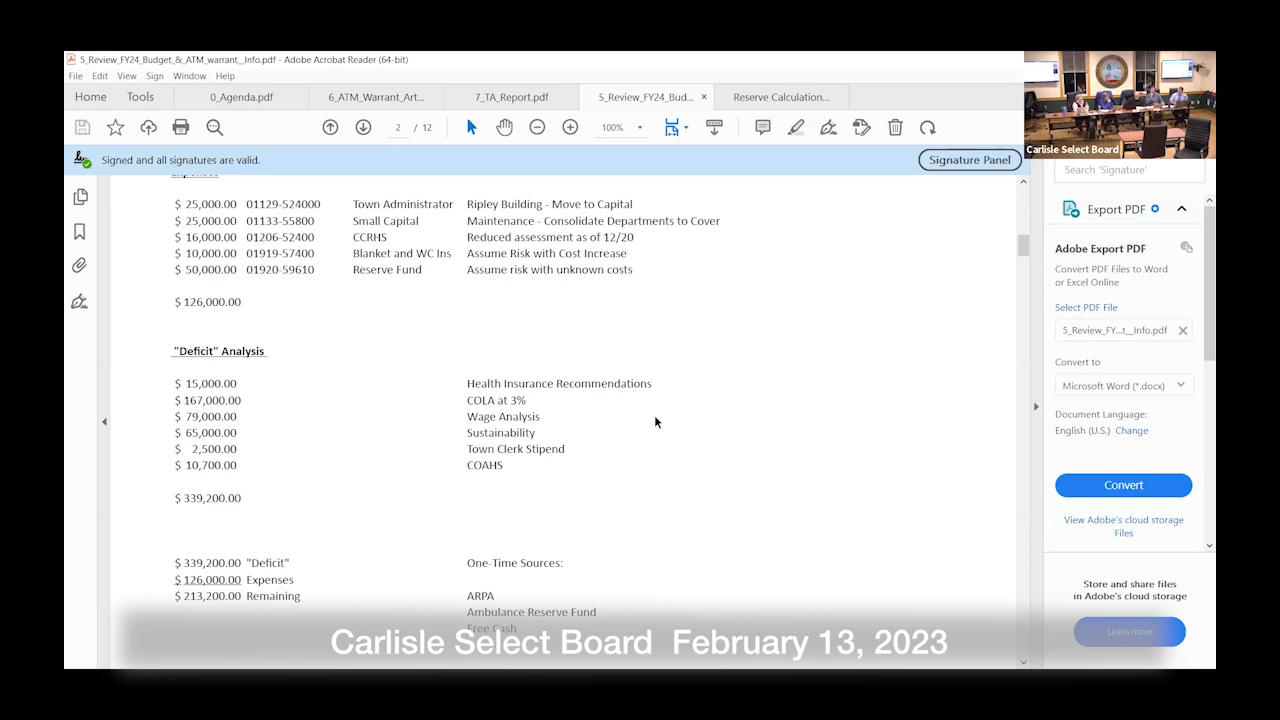 5_Review_FY24_Budget_&_ATM_warrant__Info.pdf - Adobe Acrobat Reader (64-bit)
File Edit View Sign Window Help
Home Tools 0_Agenda.pdf 6_ATM_Warrant_Art... 7_TA_Report.pdf 5_Review_FY24_Bud... × Reserve Calculation...
2 / 12 100%
Signed and all signatures are valid. Signature Panel
Carlisle Select Board
Expenses
$ 25,000.00 01129-524000 Town Administrator Ripley Building - Move to Capital
$ 25,000.00 01133-55800 Small Capital Maintenance - Consolidate Departments to Cover
$ 16,000.00 01206-52400 CCRHS Reduced assessment as of 12/20
$ 10,000.00 01919-57400 Blanket and WC Ins Assume Risk with Cost Increase
$ 50,000.00 01920-59610 Reserve Fund Assume risk with unknown costs
$ 126,000.00
"Deficit" Analysis
$ 15,000.00 Health Insurance Recommendations
$ 167,000.00 COLA at 3%
$ 79,000.00 Wage Analysis
$ 65,000.00 Sustainability
$ 2,500.00 Town Clerk Stipend
$ 10,700.00 COAHS
$ 339,200.00
$ 339,200.00 "Deficit" One-Time Sources:
$ 126,000.00 Expenses
$ 213,200.00 Remaining ARPA
Ambulance Reserve Fund
Free Cash
Search 'Signature'
Export PDF
Adobe Export PDF
Convert PDF Files to Word
or Excel Online
Select PDF File
5_Review_FY...t__Info.pdf
Convert to
Microsoft Word (*.docx)
Document Language:
English (U.S.) Change
Convert
View Adobe's cloud storage
Files
Store and share files
in Adobe's cloud storage
Learn more
Carlisle Select Board February 13, 2023